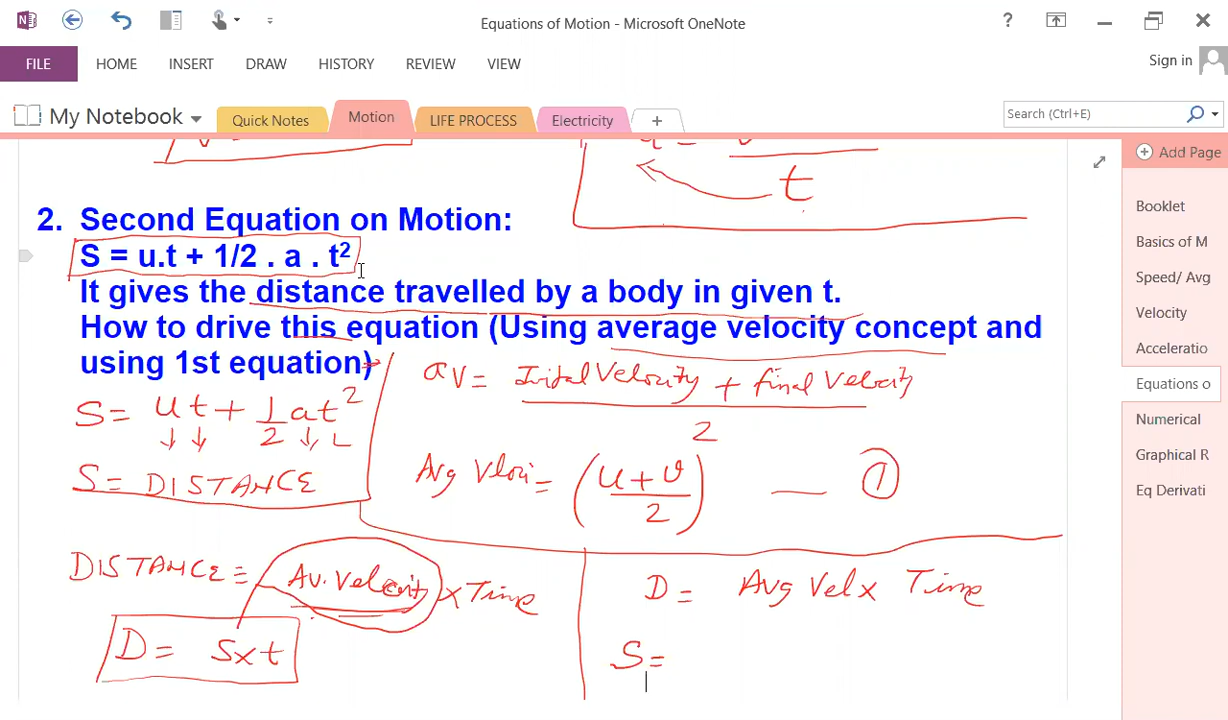 Equations of Motion - Microsoft OneNote
?
Sign in
FILE HOME INSERT DRAW HISTORY REVIEW VIEW
My Notebook Quick Notes Motion LIFE PROCESS Electricity +
Search (Ctrl+E)
Add Page
Booklet
Basics of M
Speed/ Avg
Velocity
Acceleratio
Equations o
Numerical
Graphical R
Eq Derivati
t
2. Second Equation on Motion:
S = u.t + 1/2 . a . t²
It gives the distance travelled by a body in given t.
How to drive this equation (Using average velocity concept and
using 1st equation)
S = ut + 1/2 at²
S = DISTANCE
av = Initial Velocity + final Velocity
2
Avg Vloci = (u + v / 2) — 1
DISTANCE = Av. Velocity × Time
D = S×t
D = Avg Vel× Time
S =